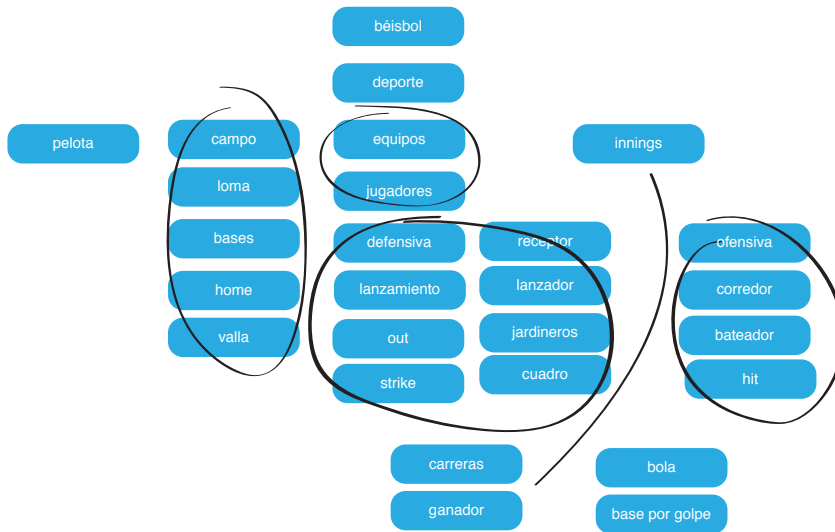 béisbol
deporte
pelota
campo
equipos
innings
loma
jugadores
bases
defensiva
receptor
ofensiva
home
lanzamiento
lanzador
corredor
valla
out
jardineros
bateador
strike
cuadro
hit
carreras
bola
ganador
base por golpe